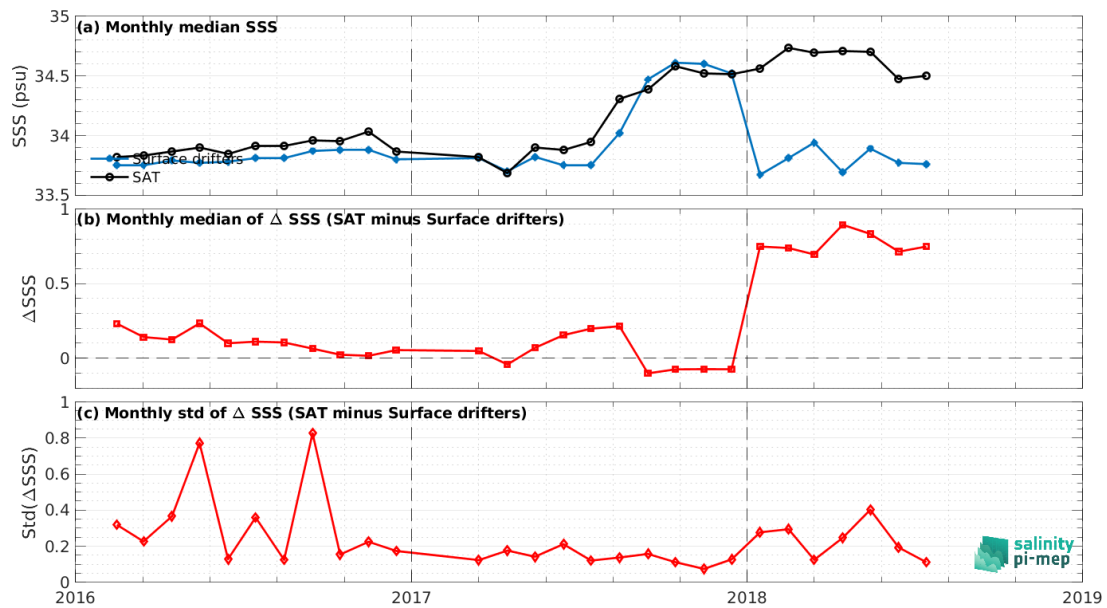 (a) Monthly median SSS
35
34.5
34
33.5
SSS (psu)
Surface drifters
SAT
(b) Monthly median of Δ SSS (SAT minus Surface drifters)
1
0.5
0
ΔSSS
(c) Monthly std of Δ SSS (SAT minus Surface drifters)
1
0.8
0.6
0.4
0.2
0
Std(ΔSSS)
2016
2017
2018
2019
salinity
pi-mep